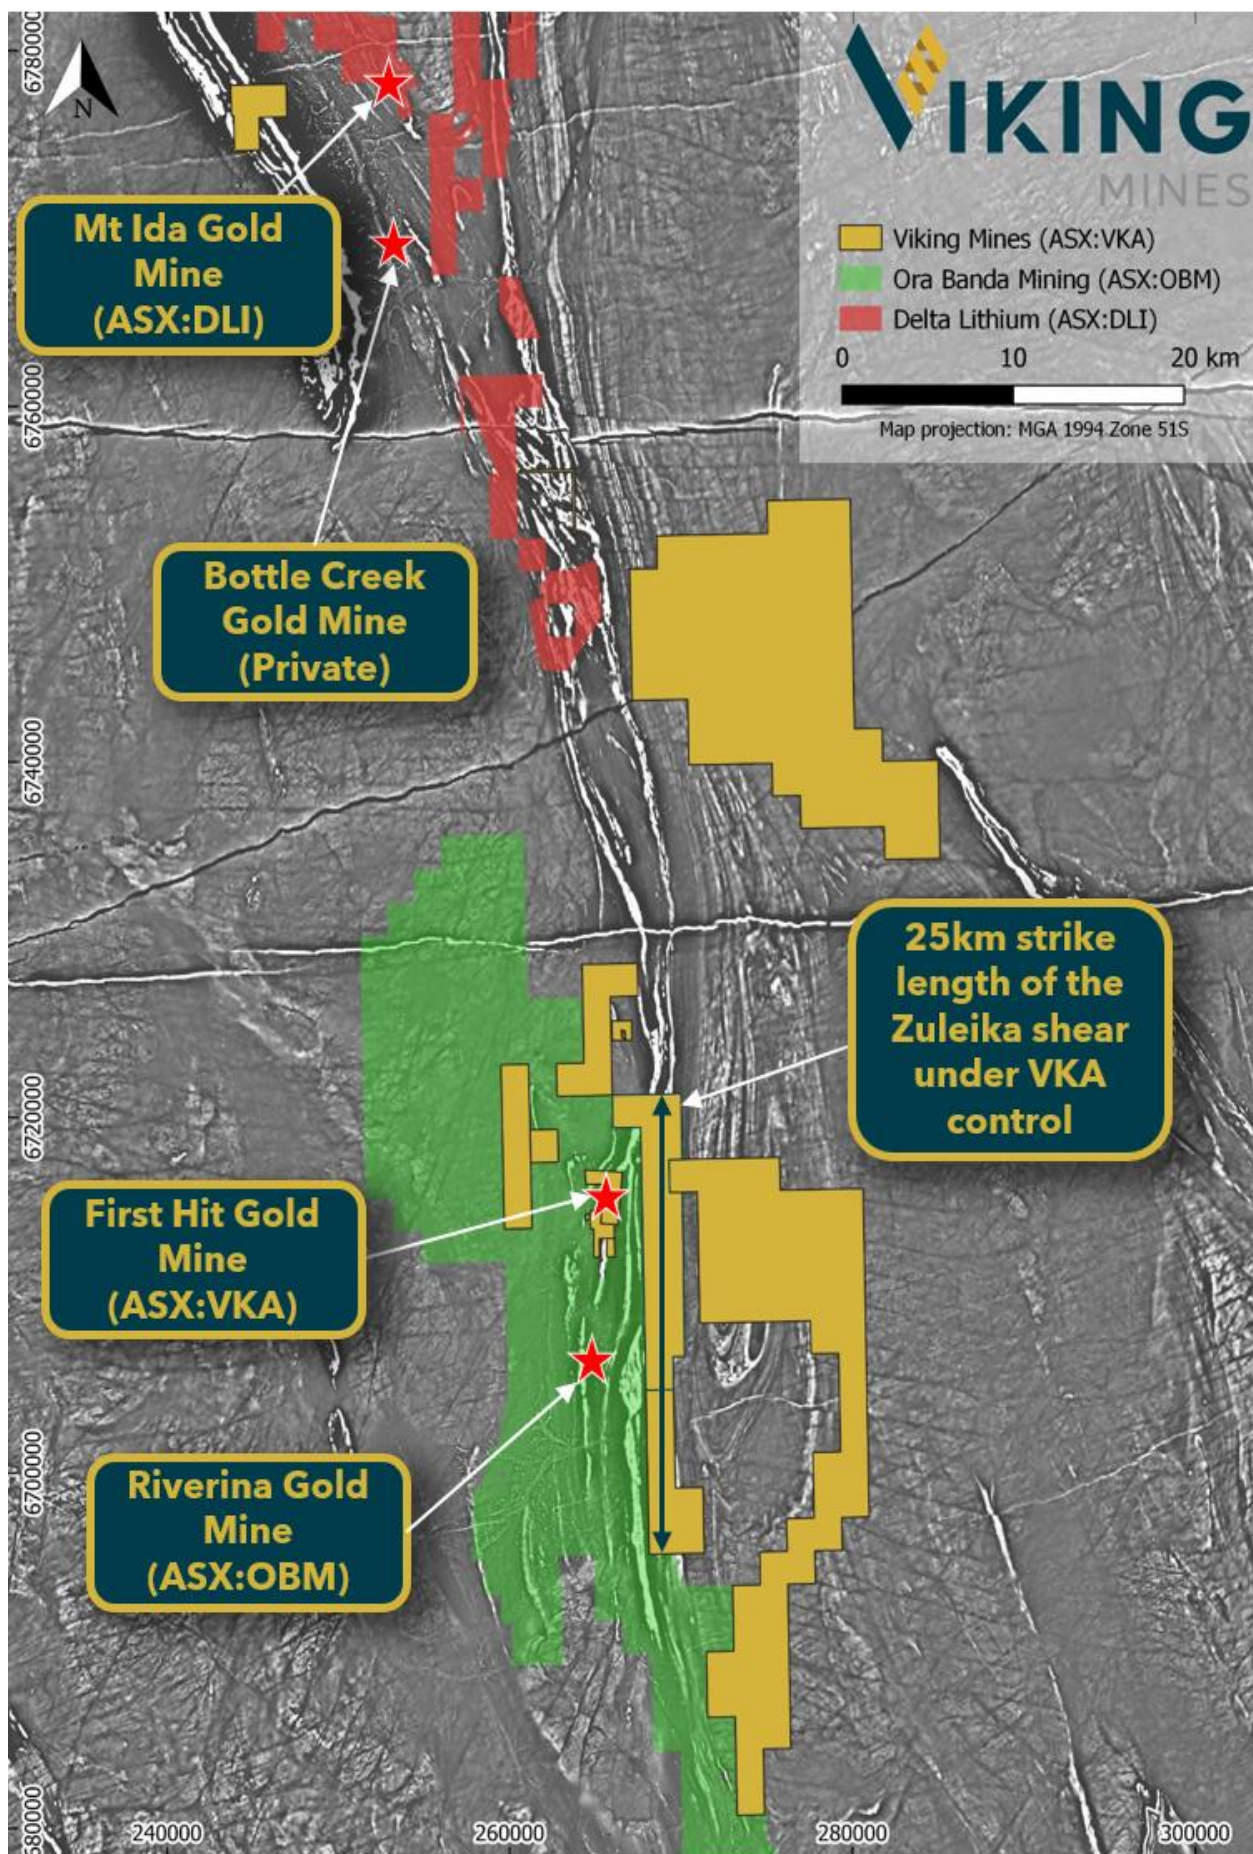 6780000
N
VIKING
MINES
Viking Mines (ASX:VKA)
Ora Banda Mining (ASX:OBM)
Delta Lithium (ASX:DLI)
0 10 20 km
Map projection: MGA 1994 Zone 51S
Mt Ida Gold
Mine
(ASX:DLI)
6760000
Bottle Creek
Gold Mine
(Private)
6740000
25km strike
length of the
Zuleika shear
under VKA
control
6720000
First Hit Gold
Mine
(ASX:VKA)
6700000
Riverina Gold
Mine
(ASX:OBM)
680000
240000 260000 280000 300000